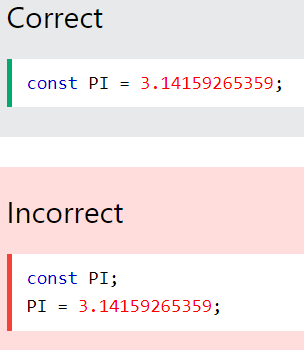 Correct
const PI = 3.14159265359;
Incorrect
const PI;
PI = 3.14159265359;